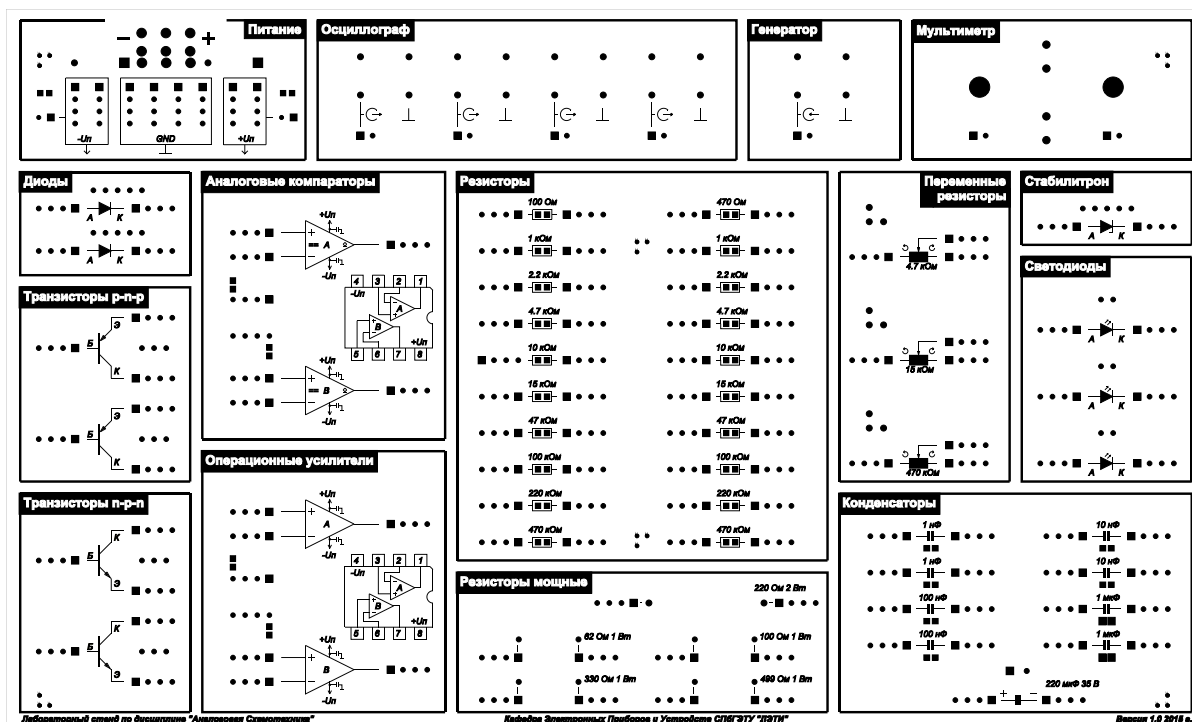 Питание
− +
-Uп
GND
+Uп
Осциллограф
Генератор
Мультиметр
Диоды
А К
А К
Аналоговые компараторы
+Uп
+
== A
−
-Uп
4 3 2 1
-Uп
A
B
+Uп
5 6 7 8
+Uп
+
== B
−
-Uп
Резисторы
100 Ом
470 Ом
1 кОм
1 кОм
2.2 кОм
2.2 кОм
4.7 кОм
4.7 кОм
10 кОм
10 кОм
15 кОм
15 кОм
47 кОм
47 кОм
100 кОм
100 кОм
220 кОм
220 кОм
470 кОм
470 кОм
Переменные
резисторы
4.7 кОм
15 кОм
470 кОм
Стабилитрон
А К
Светодиоды
А К
А К
А К
Транзисторы p-n-p
Э
Б
К
Э
Б
К
Транзисторы n-p-n
К
Б
Э
К
Б
Э
Операционные усилители
+Uп
+
A
−
-Uп
4 3 2 1
-Uп
A
B
+Uп
5 6 7 8
+Uп
+
B
−
-Uп
Резисторы мощные
220 Ом 2 Вт
62 Ом 1 Вт
100 Ом 1 Вт
330 Ом 1 Вт
499 Ом 1 Вт
Конденсаторы
1 нФ
10 нФ
1 нФ
10 нФ
100 нФ
1 мкФ
100 нФ
1 мкФ
220 мкФ 35 В
+ −
Лабораторный стенд по дисциплине "Аналоговая Схемотехника"
Кафедра Электронных Приборов и Устройств СПбГЭТУ "ЛЭТИ"
Версия 1.0 2015 г.